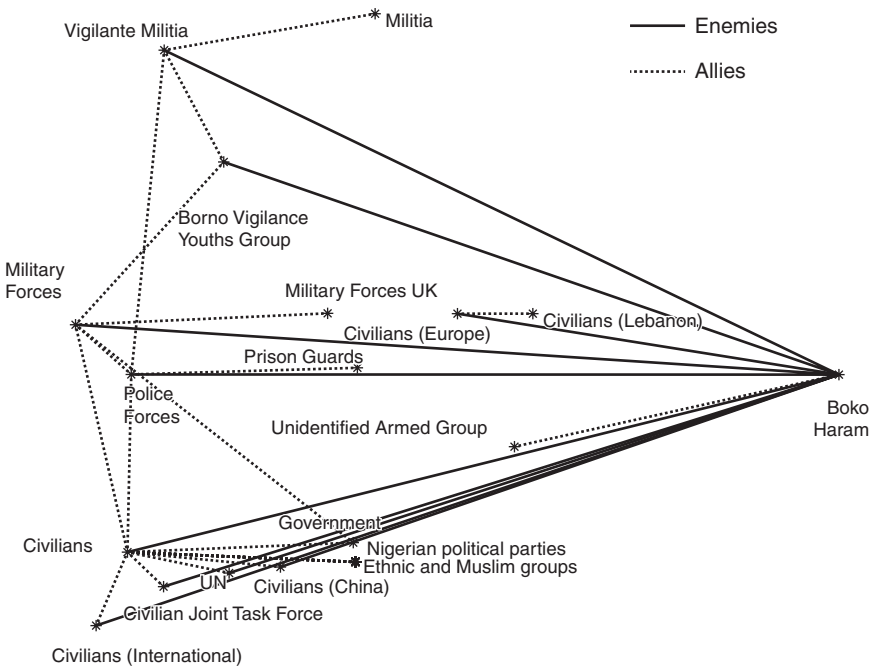 Vigilante Militia
Militia
Enemies
Allies
Borno Vigilance
Youths Group
Military
Forces
Military Forces UK
Civilians (Lebanon)
Civilians (Europe)
Prison Guards
Police
Forces
Boko
Haram
Unidentified Armed Group
Government
Civilians
Nigerian political parties
Ethnic and Muslim groups
UN
Civilians (China)
Civilian Joint Task Force
Civilians (International)